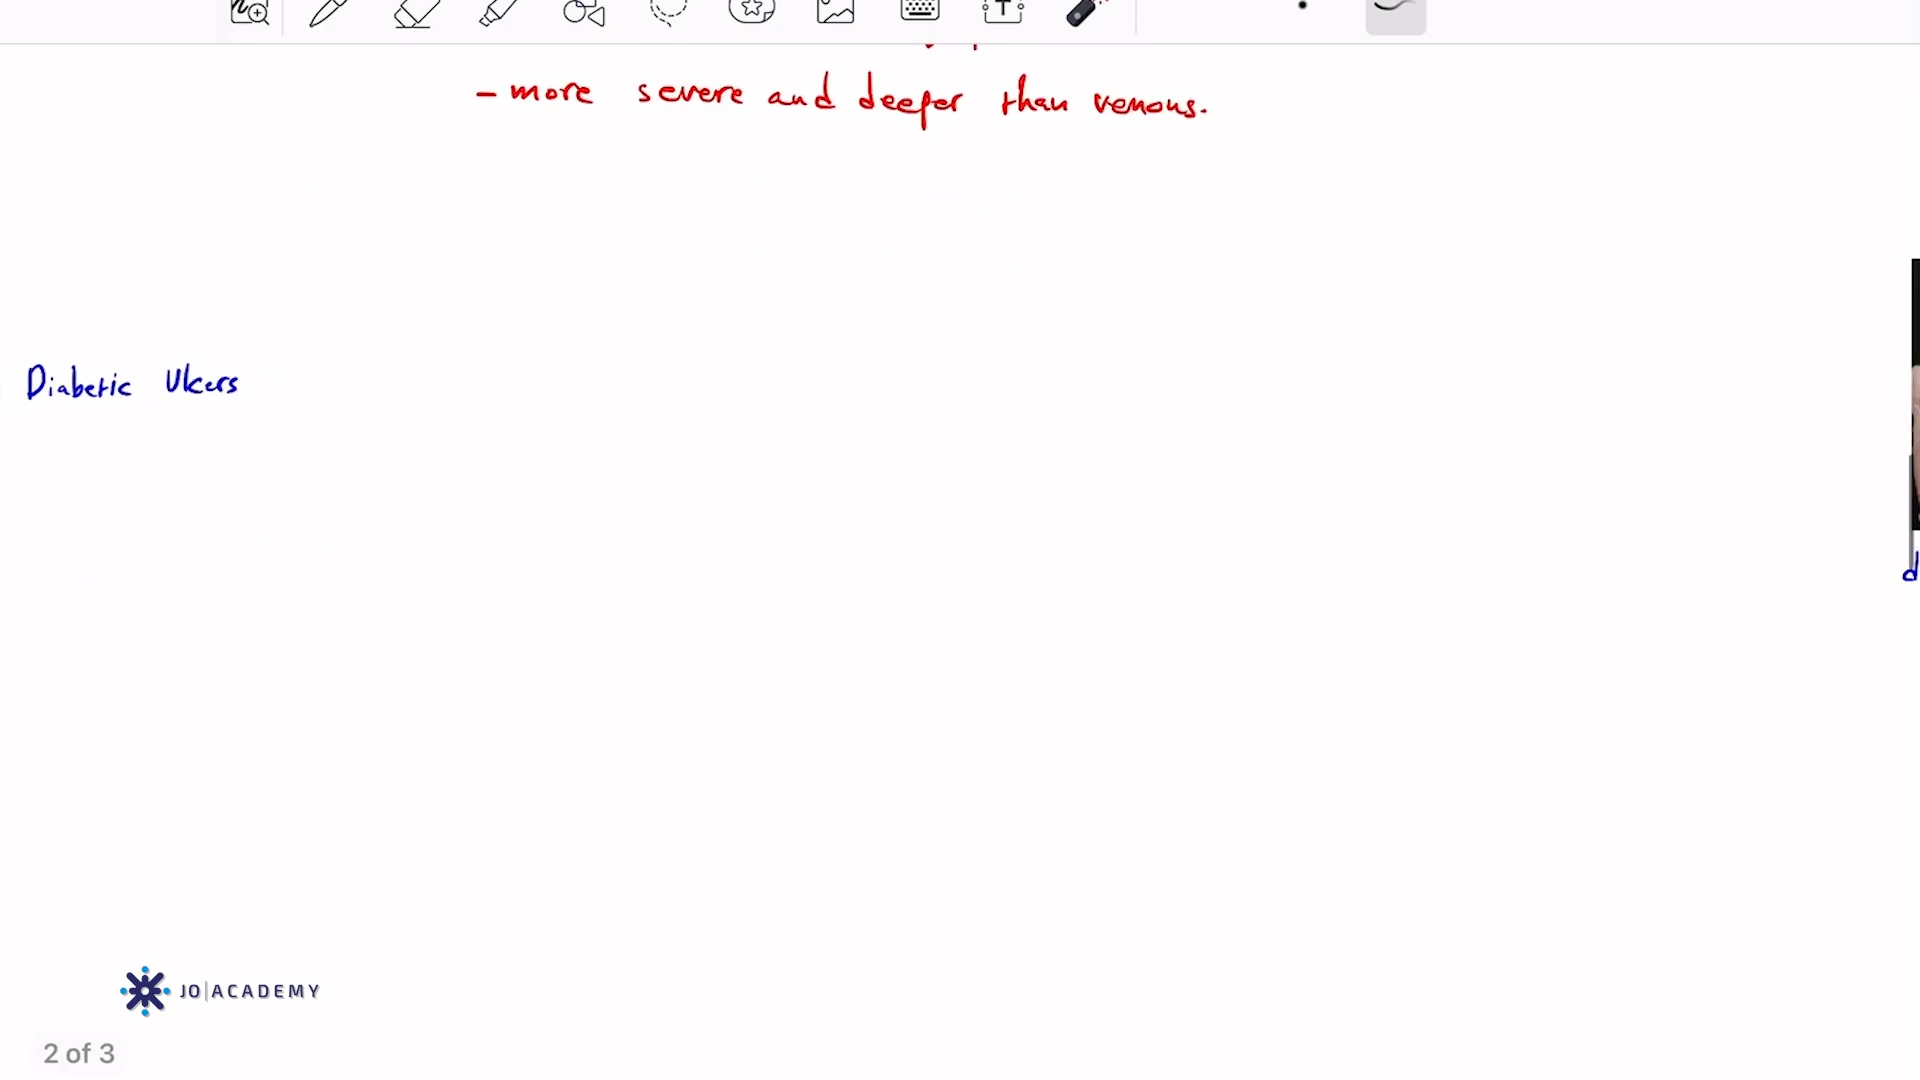 - more severe and deeper than venous.
Diabetic Ulcers
JO|ACADEMY
2 of 3